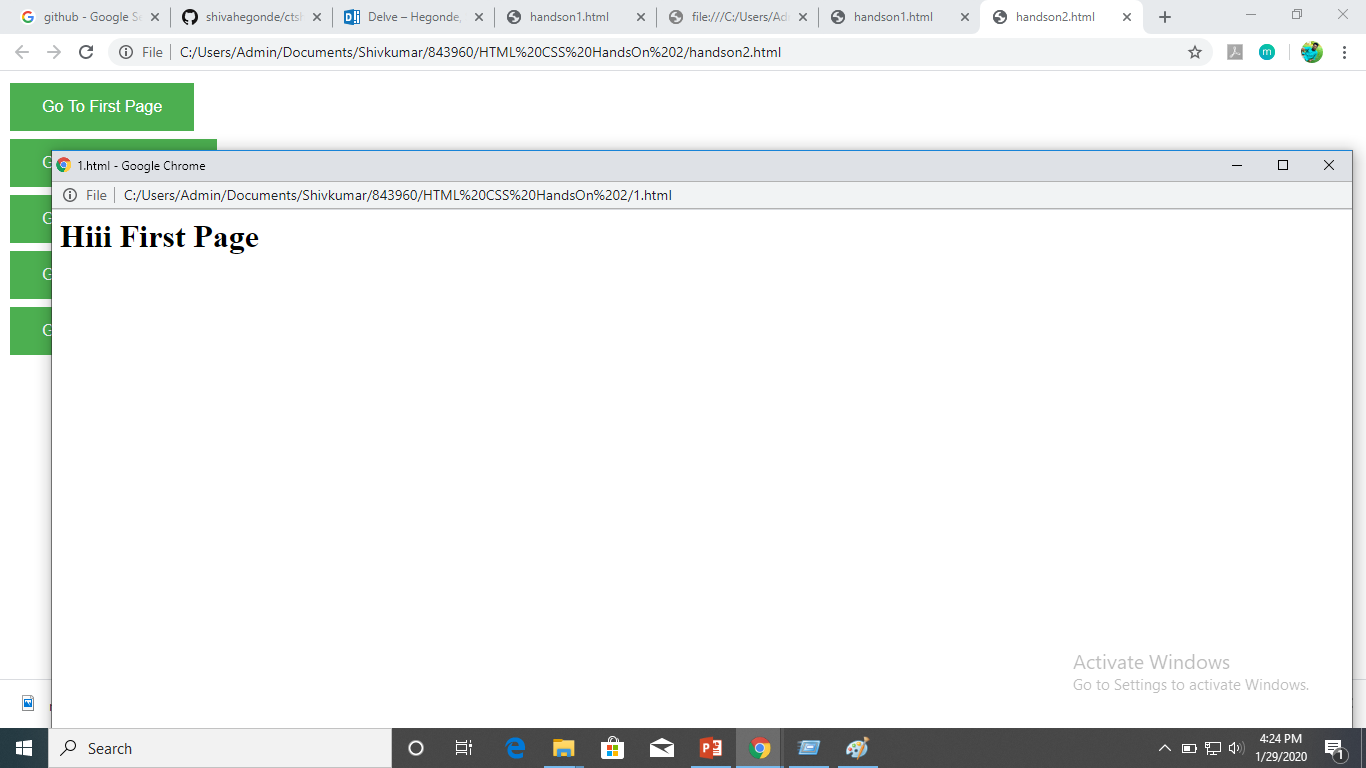 github - Google Se
shivahegonde/ctsh
Delve – Hegonde,
handson1.html
file:///C:/Users/Adm
handson1.html
handson2.html
File
C:/Users/Admin/Documents/Shivkumar/843960/HTML%20CSS%20HandsOn%202/handson2.html
m
Go To First Page
G
G
G
G
1.html - Google Chrome
File
C:/Users/Admin/Documents/Shivkumar/843960/HTML%20CSS%20HandsOn%202/1.html
Hiii First Page
Activate Windows
Go to Settings to activate Windows.
Search
4:24 PM
1/29/2020
1